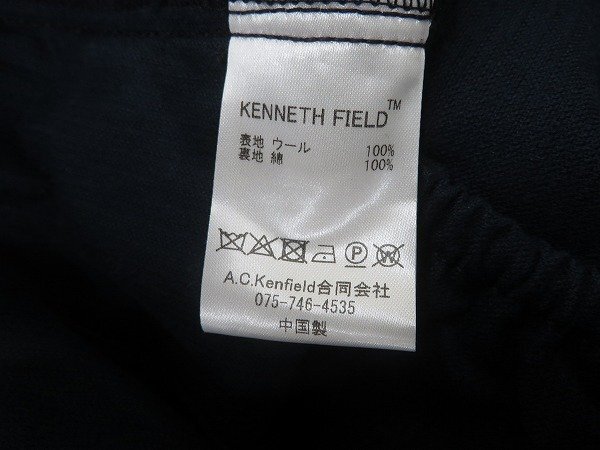 KENNETH FIELD™
表地 ウール 100%
裏地 綿 100%
A.C.Kenfield合同会社
075-746-4535
中国製